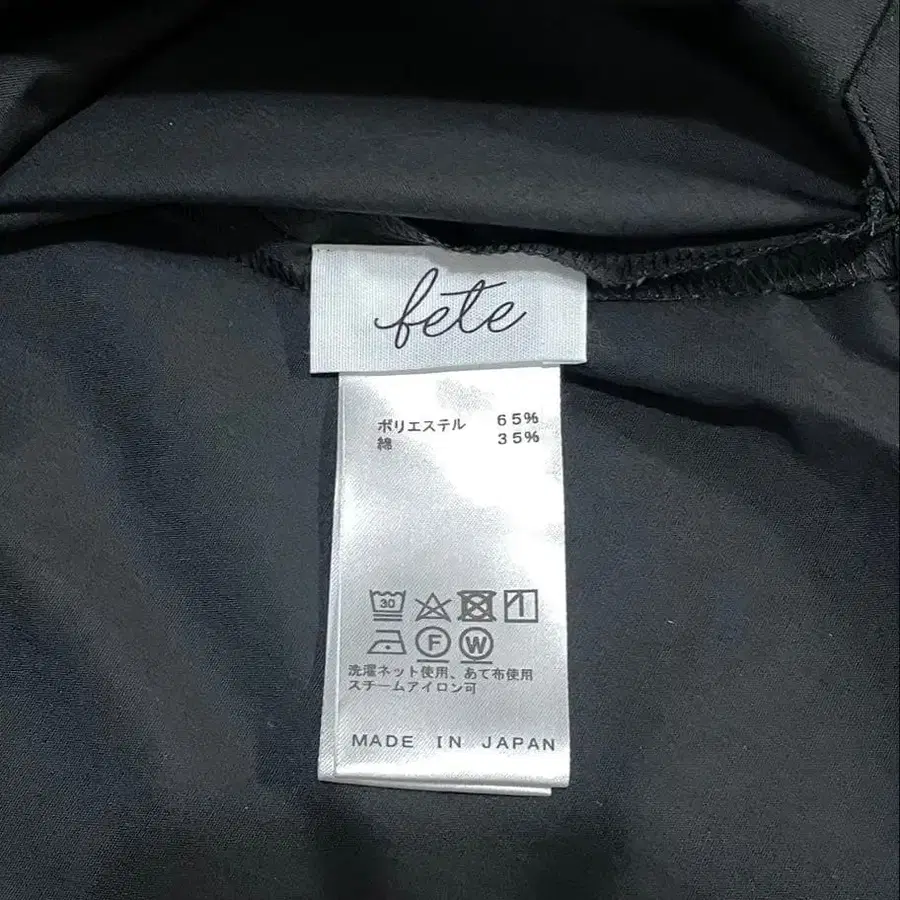 fete
ポリエステル 65%
綿 35%
30
F W
洗濯ネット使用、あて布使用
スチームアイロン可
MADE IN JAPAN